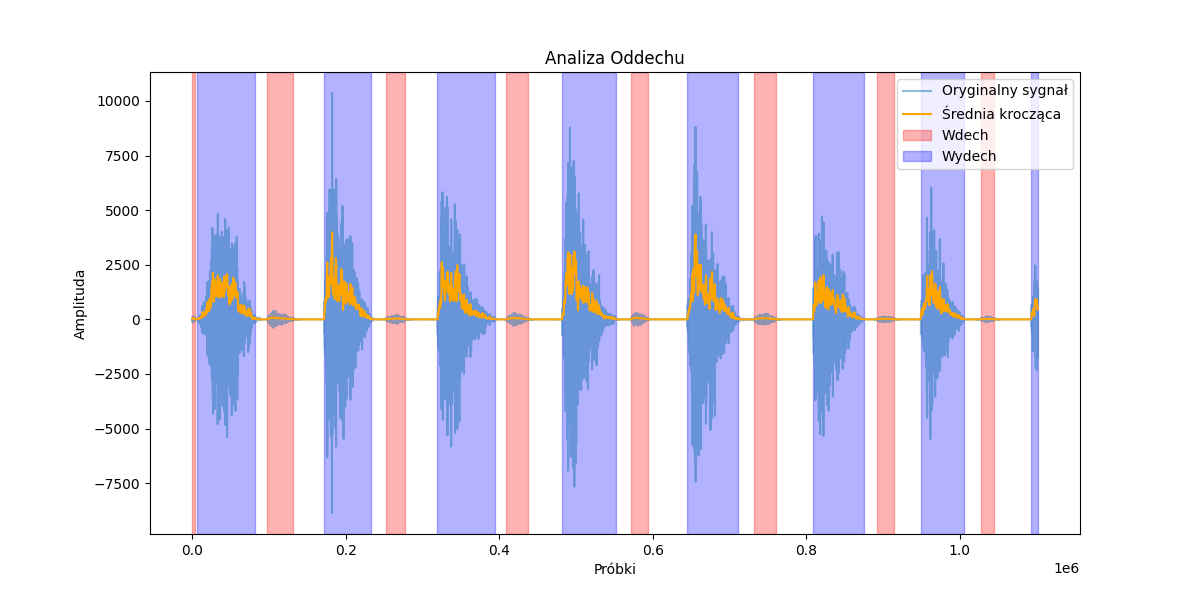 Analiza Oddechu
Oryginalny sygnał
Średnia krocząca
Wdech
Wydech
Amplituda
10000
7500
5000
2500
0
−2500
−5000
−7500
0.0
0.2
0.4
0.6
0.8
1.0
1e6
Próbki